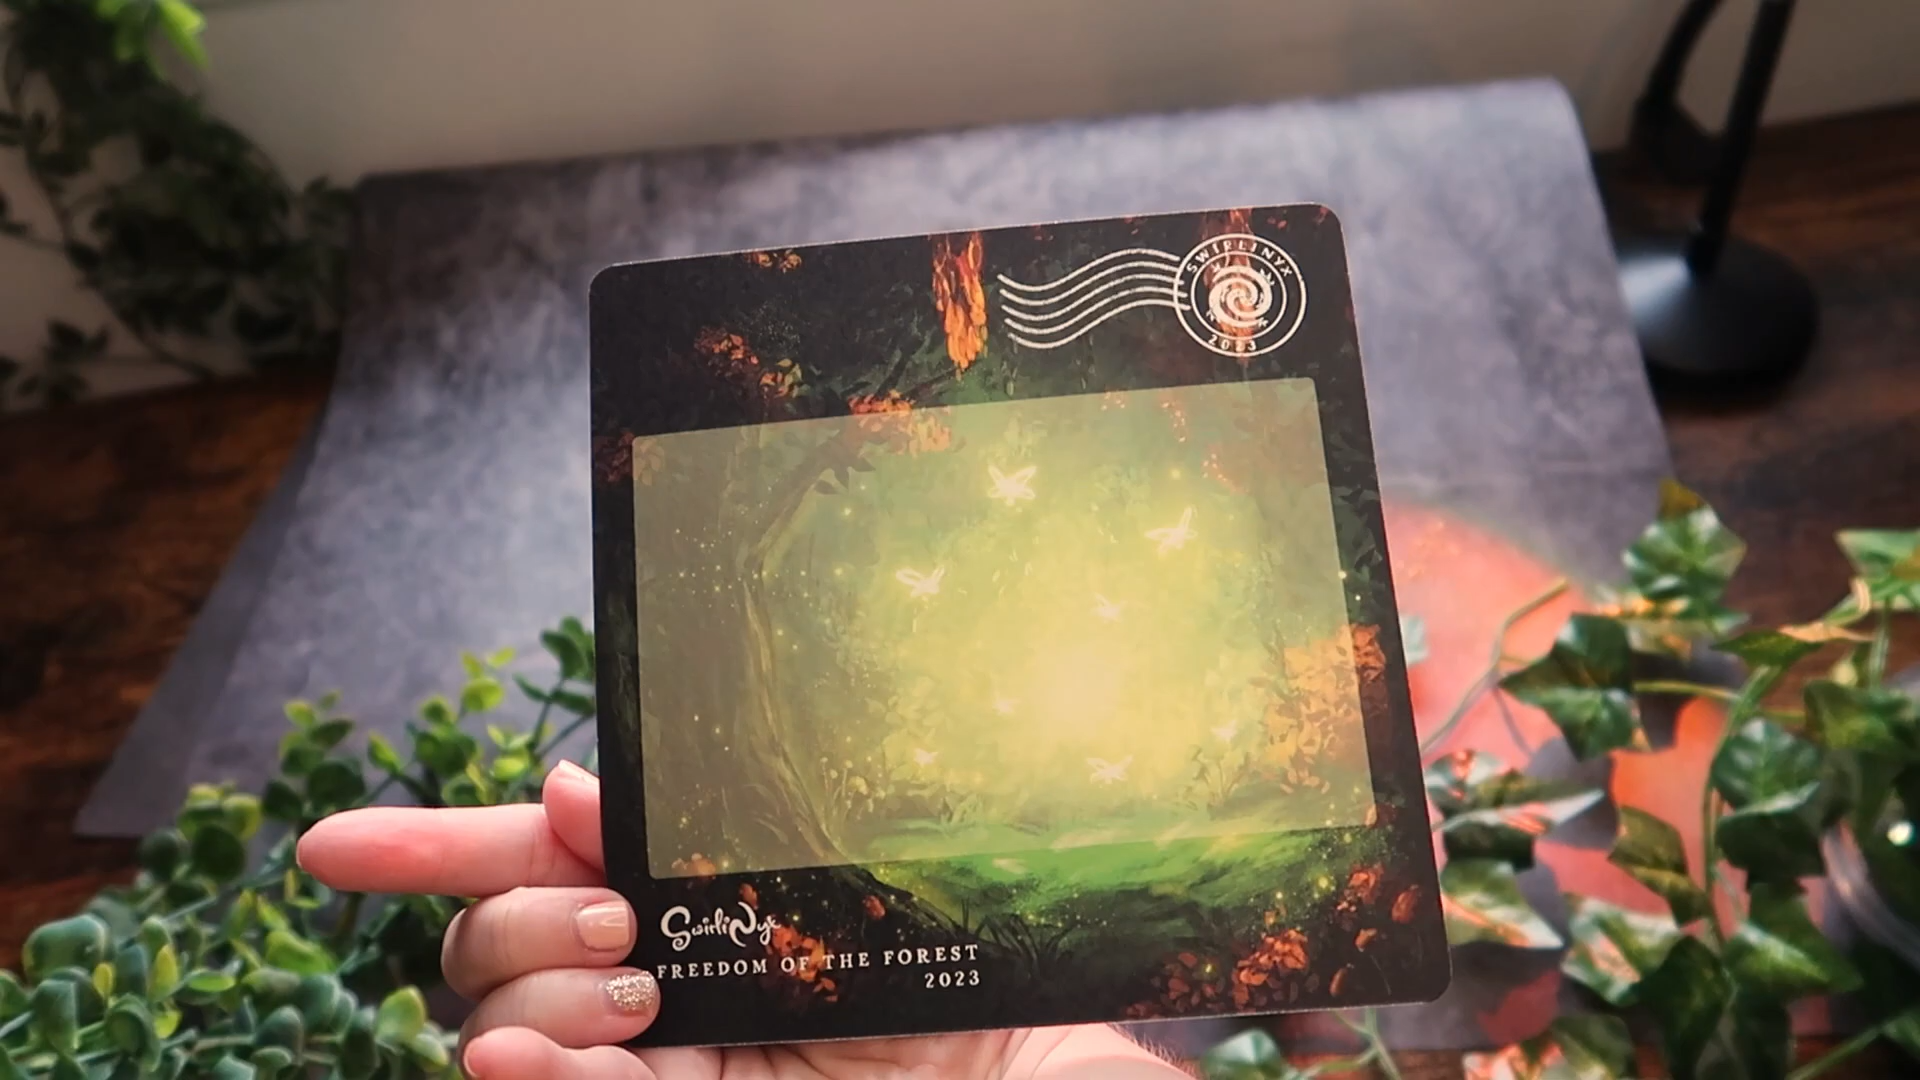 SWIRLINYX
2023
SwirliNyx
FREEDOM OF THE FOREST
2023